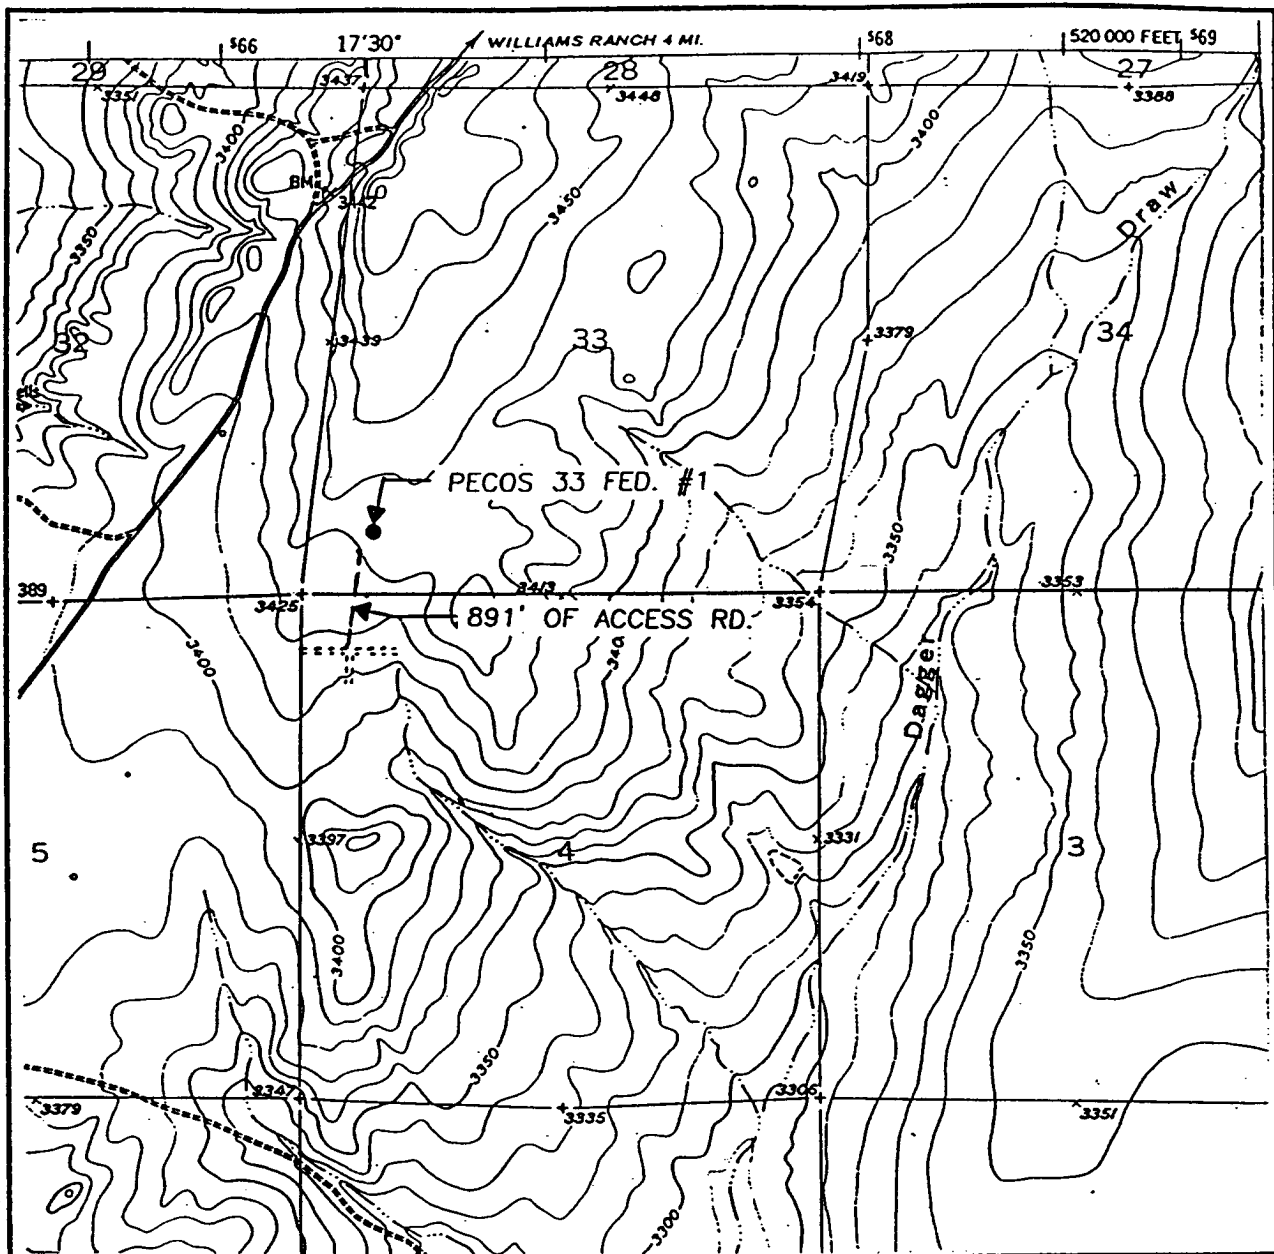 ⁵66 17'30" WILLIAMS RANCH 4 MI. ⁵68 520 000 FEET ⁵69
29 3437 28 3419 27
3351 3448 3388
3400 3400
BM
3450
Draw
3350
32 3439 33 3379 34
PECOS 33 FED. #1
3350
389 3425 3413 3354 3353
891' OF ACCESS RD.
3400
Dagger
5 3397 4 3331 3
3400 3350
3350
3379 3347 3335 3306 3351
3300